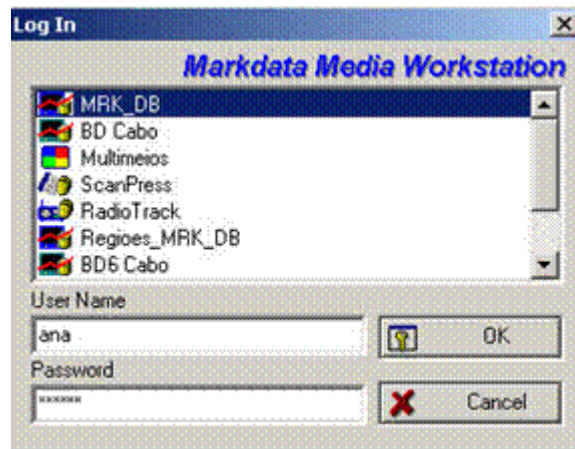 Log In
Markdata Media Workstation
MRK_DB
BD Cabo
Multimeios
ScanPress
RadioTrack
Regioes_MRK_DB
BD6 Cabo
User Name
ana
OK
Password
******
Cancel